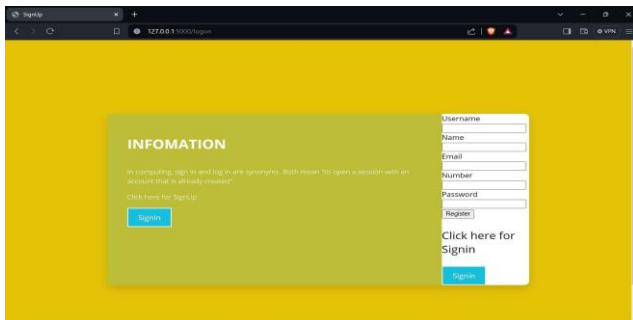 SignUp
127.0.0.1:5000/logon
VPN
INFOMATION
In computing, sign in and log in are synonyms. Both mean "to open a session with an
account that is already created"
Click here for SignUp
Signin
Username
Name
Email
Number
Password
Register
Click here for
Signin
Signin